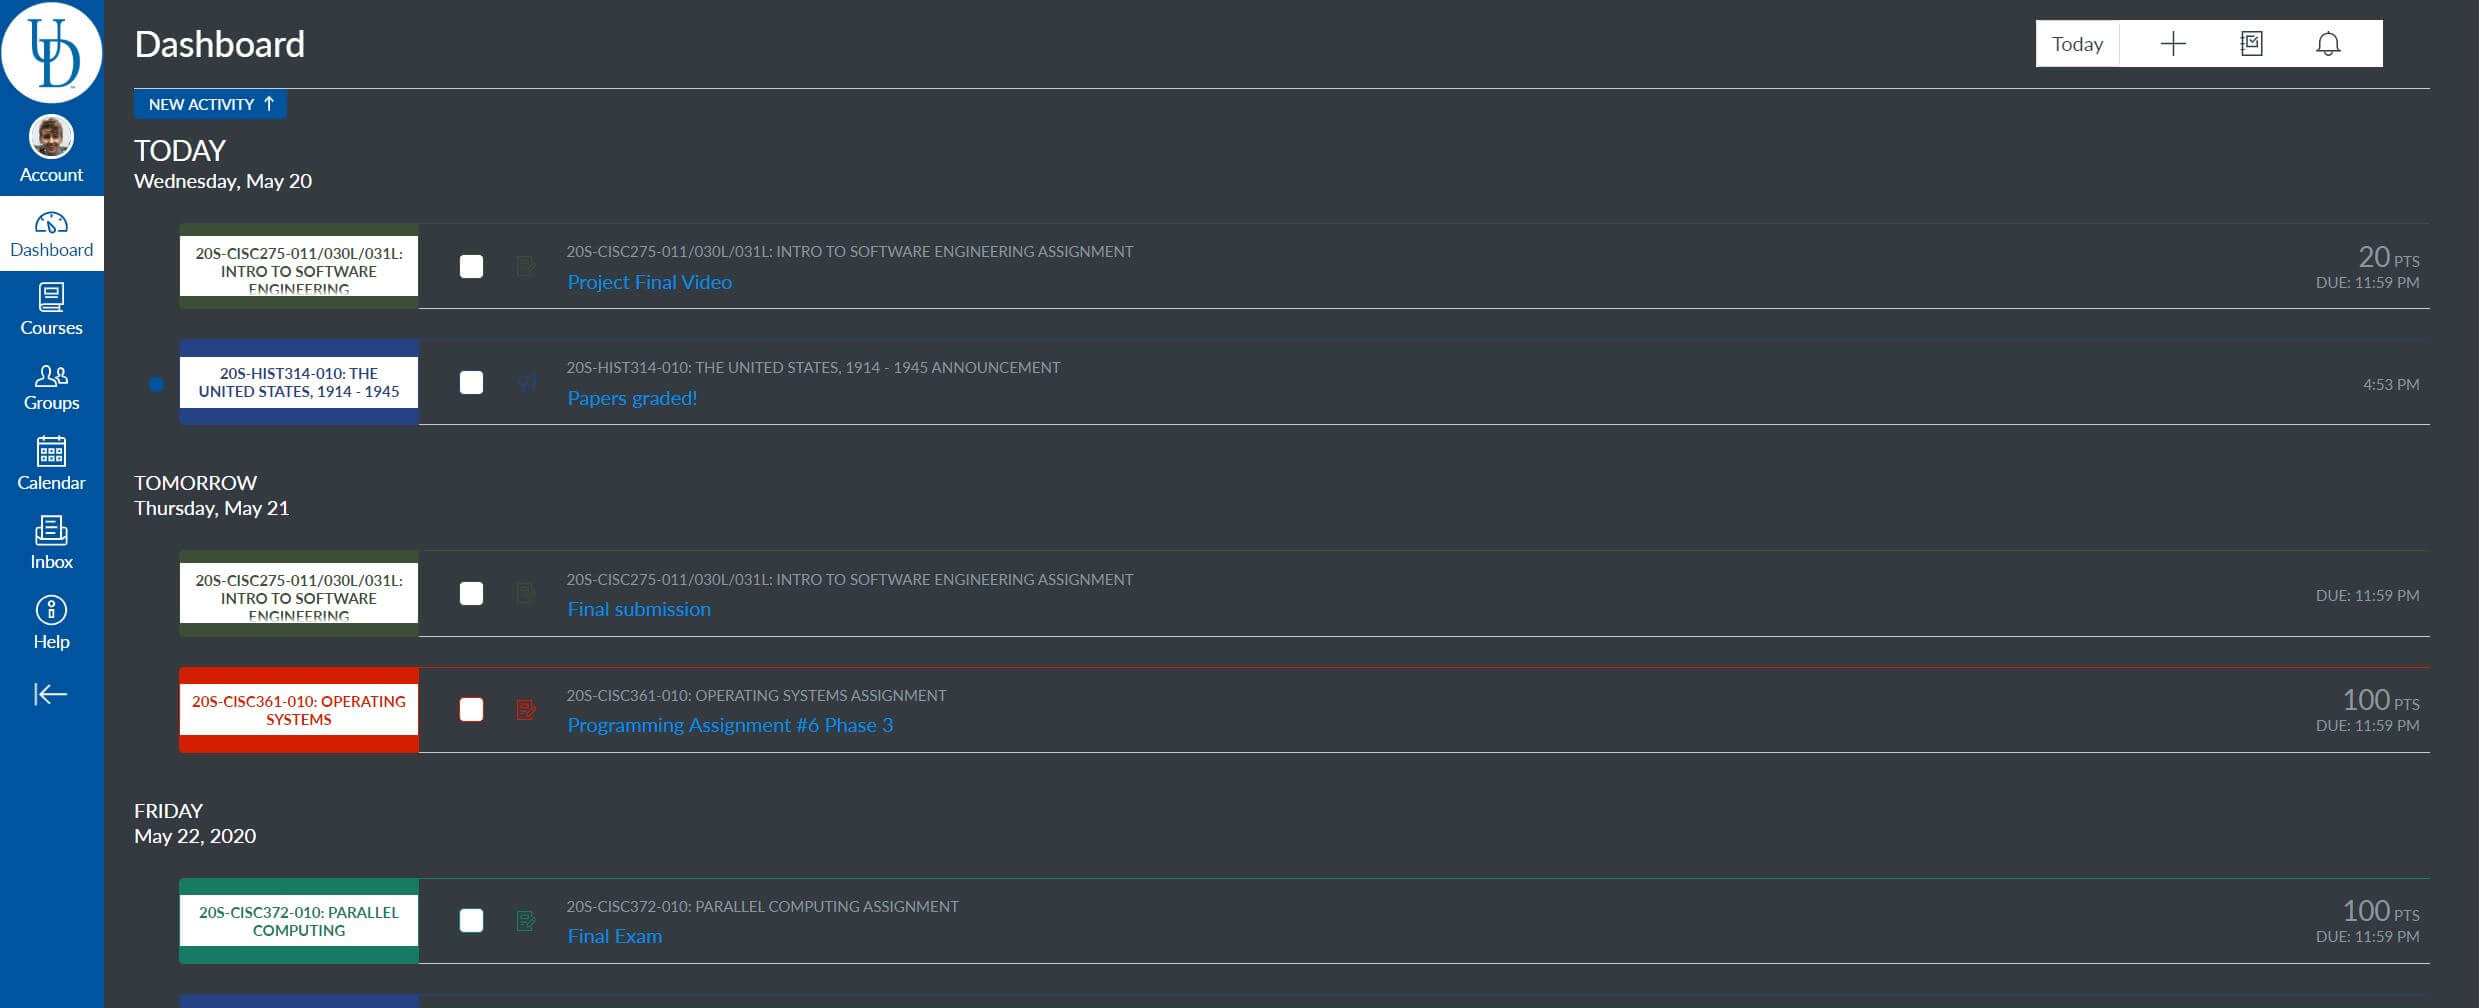 UD
Account
Dashboard
Courses
Groups
Calendar
Inbox
Help
Dashboard
Today
NEW ACTIVITY ↑
TODAY
Wednesday, May 20
20S-CISC275-011/030L/031L:
INTRO TO SOFTWARE
ENGINEERING
20S-CISC275-011/030L/031L: INTRO TO SOFTWARE ENGINEERING ASSIGNMENT
Project Final Video
20 PTS
DUE: 11:59 PM
20S-HIST314-010: THE
UNITED STATES, 1914 - 1945
20S-HIST314-010: THE UNITED STATES, 1914 - 1945 ANNOUNCEMENT
Papers graded!
4:53 PM
TOMORROW
Thursday, May 21
20S-CISC275-011/030L/031L:
INTRO TO SOFTWARE
ENGINEERING
20S-CISC275-011/030L/031L: INTRO TO SOFTWARE ENGINEERING ASSIGNMENT
Final submission
DUE: 11:59 PM
20S-CISC361-010: OPERATING
SYSTEMS
20S-CISC361-010: OPERATING SYSTEMS ASSIGNMENT
Programming Assignment #6 Phase 3
100 PTS
DUE: 11:59 PM
FRIDAY
May 22, 2020
20S-CISC372-010: PARALLEL
COMPUTING
20S-CISC372-010: PARALLEL COMPUTING ASSIGNMENT
Final Exam
100 PTS
DUE: 11:59 PM